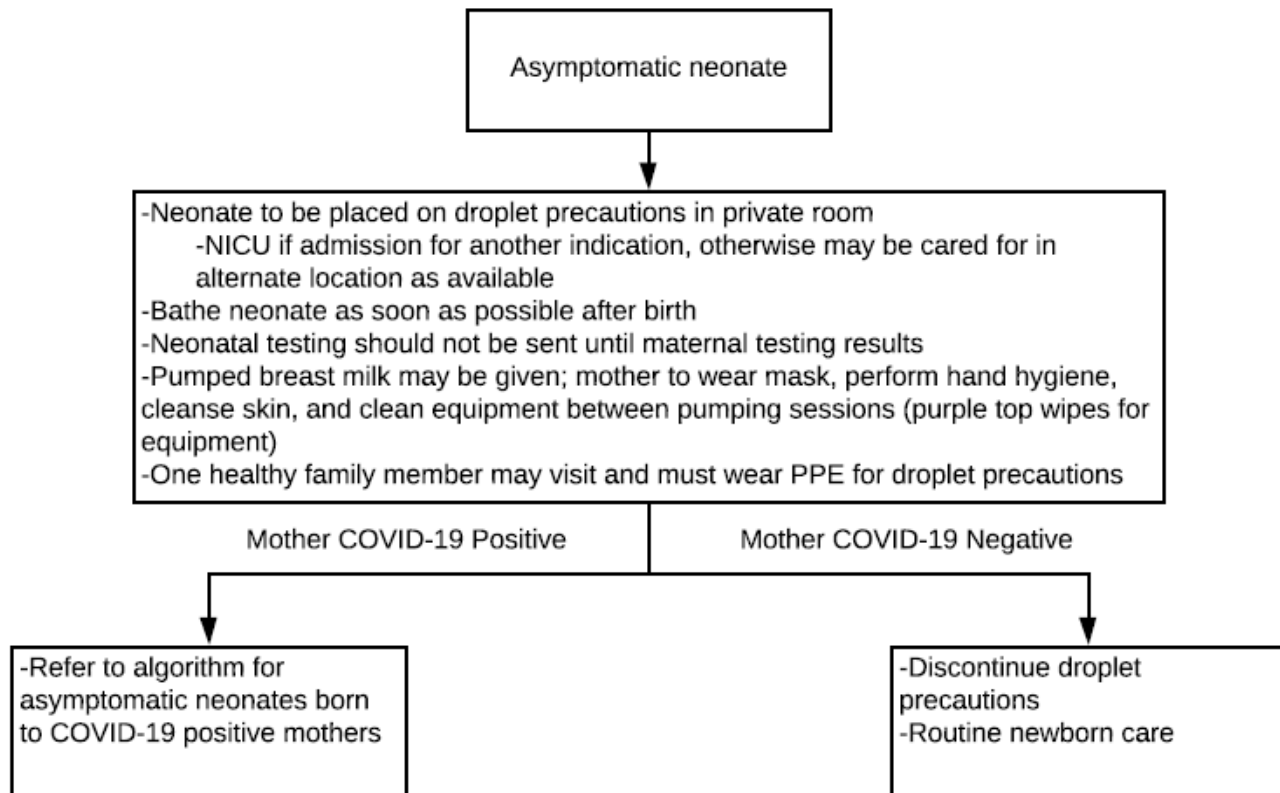 Asymptomatic neonate
-Neonate to be placed on droplet precautions in private room
-NICU if admission for another indication, otherwise may be cared for in
alternate location as available
-Bathe neonate as soon as possible after birth
-Neonatal testing should not be sent until maternal testing results
-Pumped breast milk may be given; mother to wear mask, perform hand hygiene,
cleanse skin, and clean equipment between pumping sessions (purple top wipes for
equipment)
-One healthy family member may visit and must wear PPE for droplet precautions
Mother COVID-19 Positive
Mother COVID-19 Negative
-Refer to algorithm for
asymptomatic neonates born
to COVID-19 positive mothers
-Discontinue droplet
precautions
-Routine newborn care